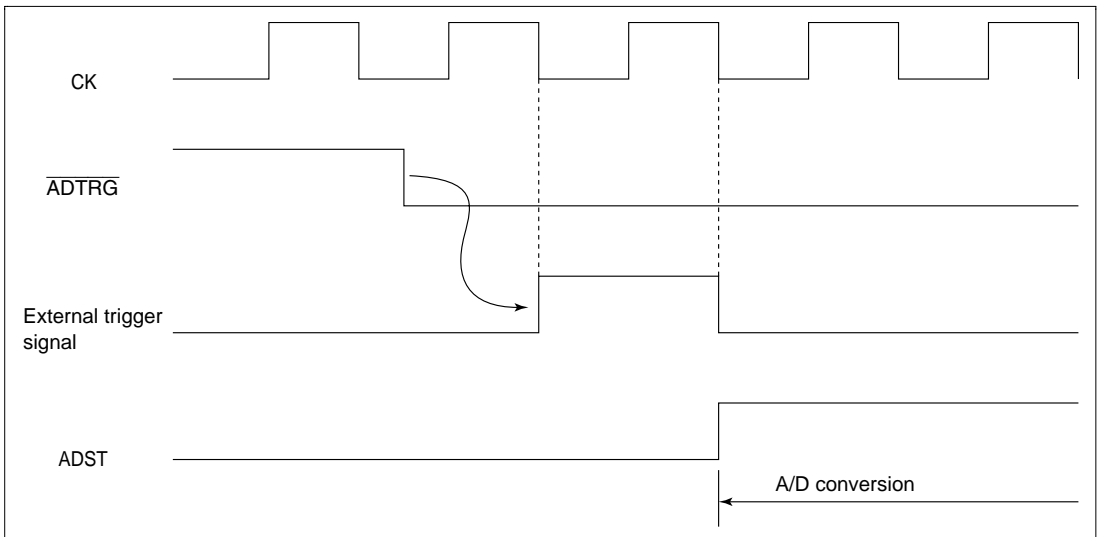 CK
ADTRG
External trigger
signal
ADST
A/D conversion